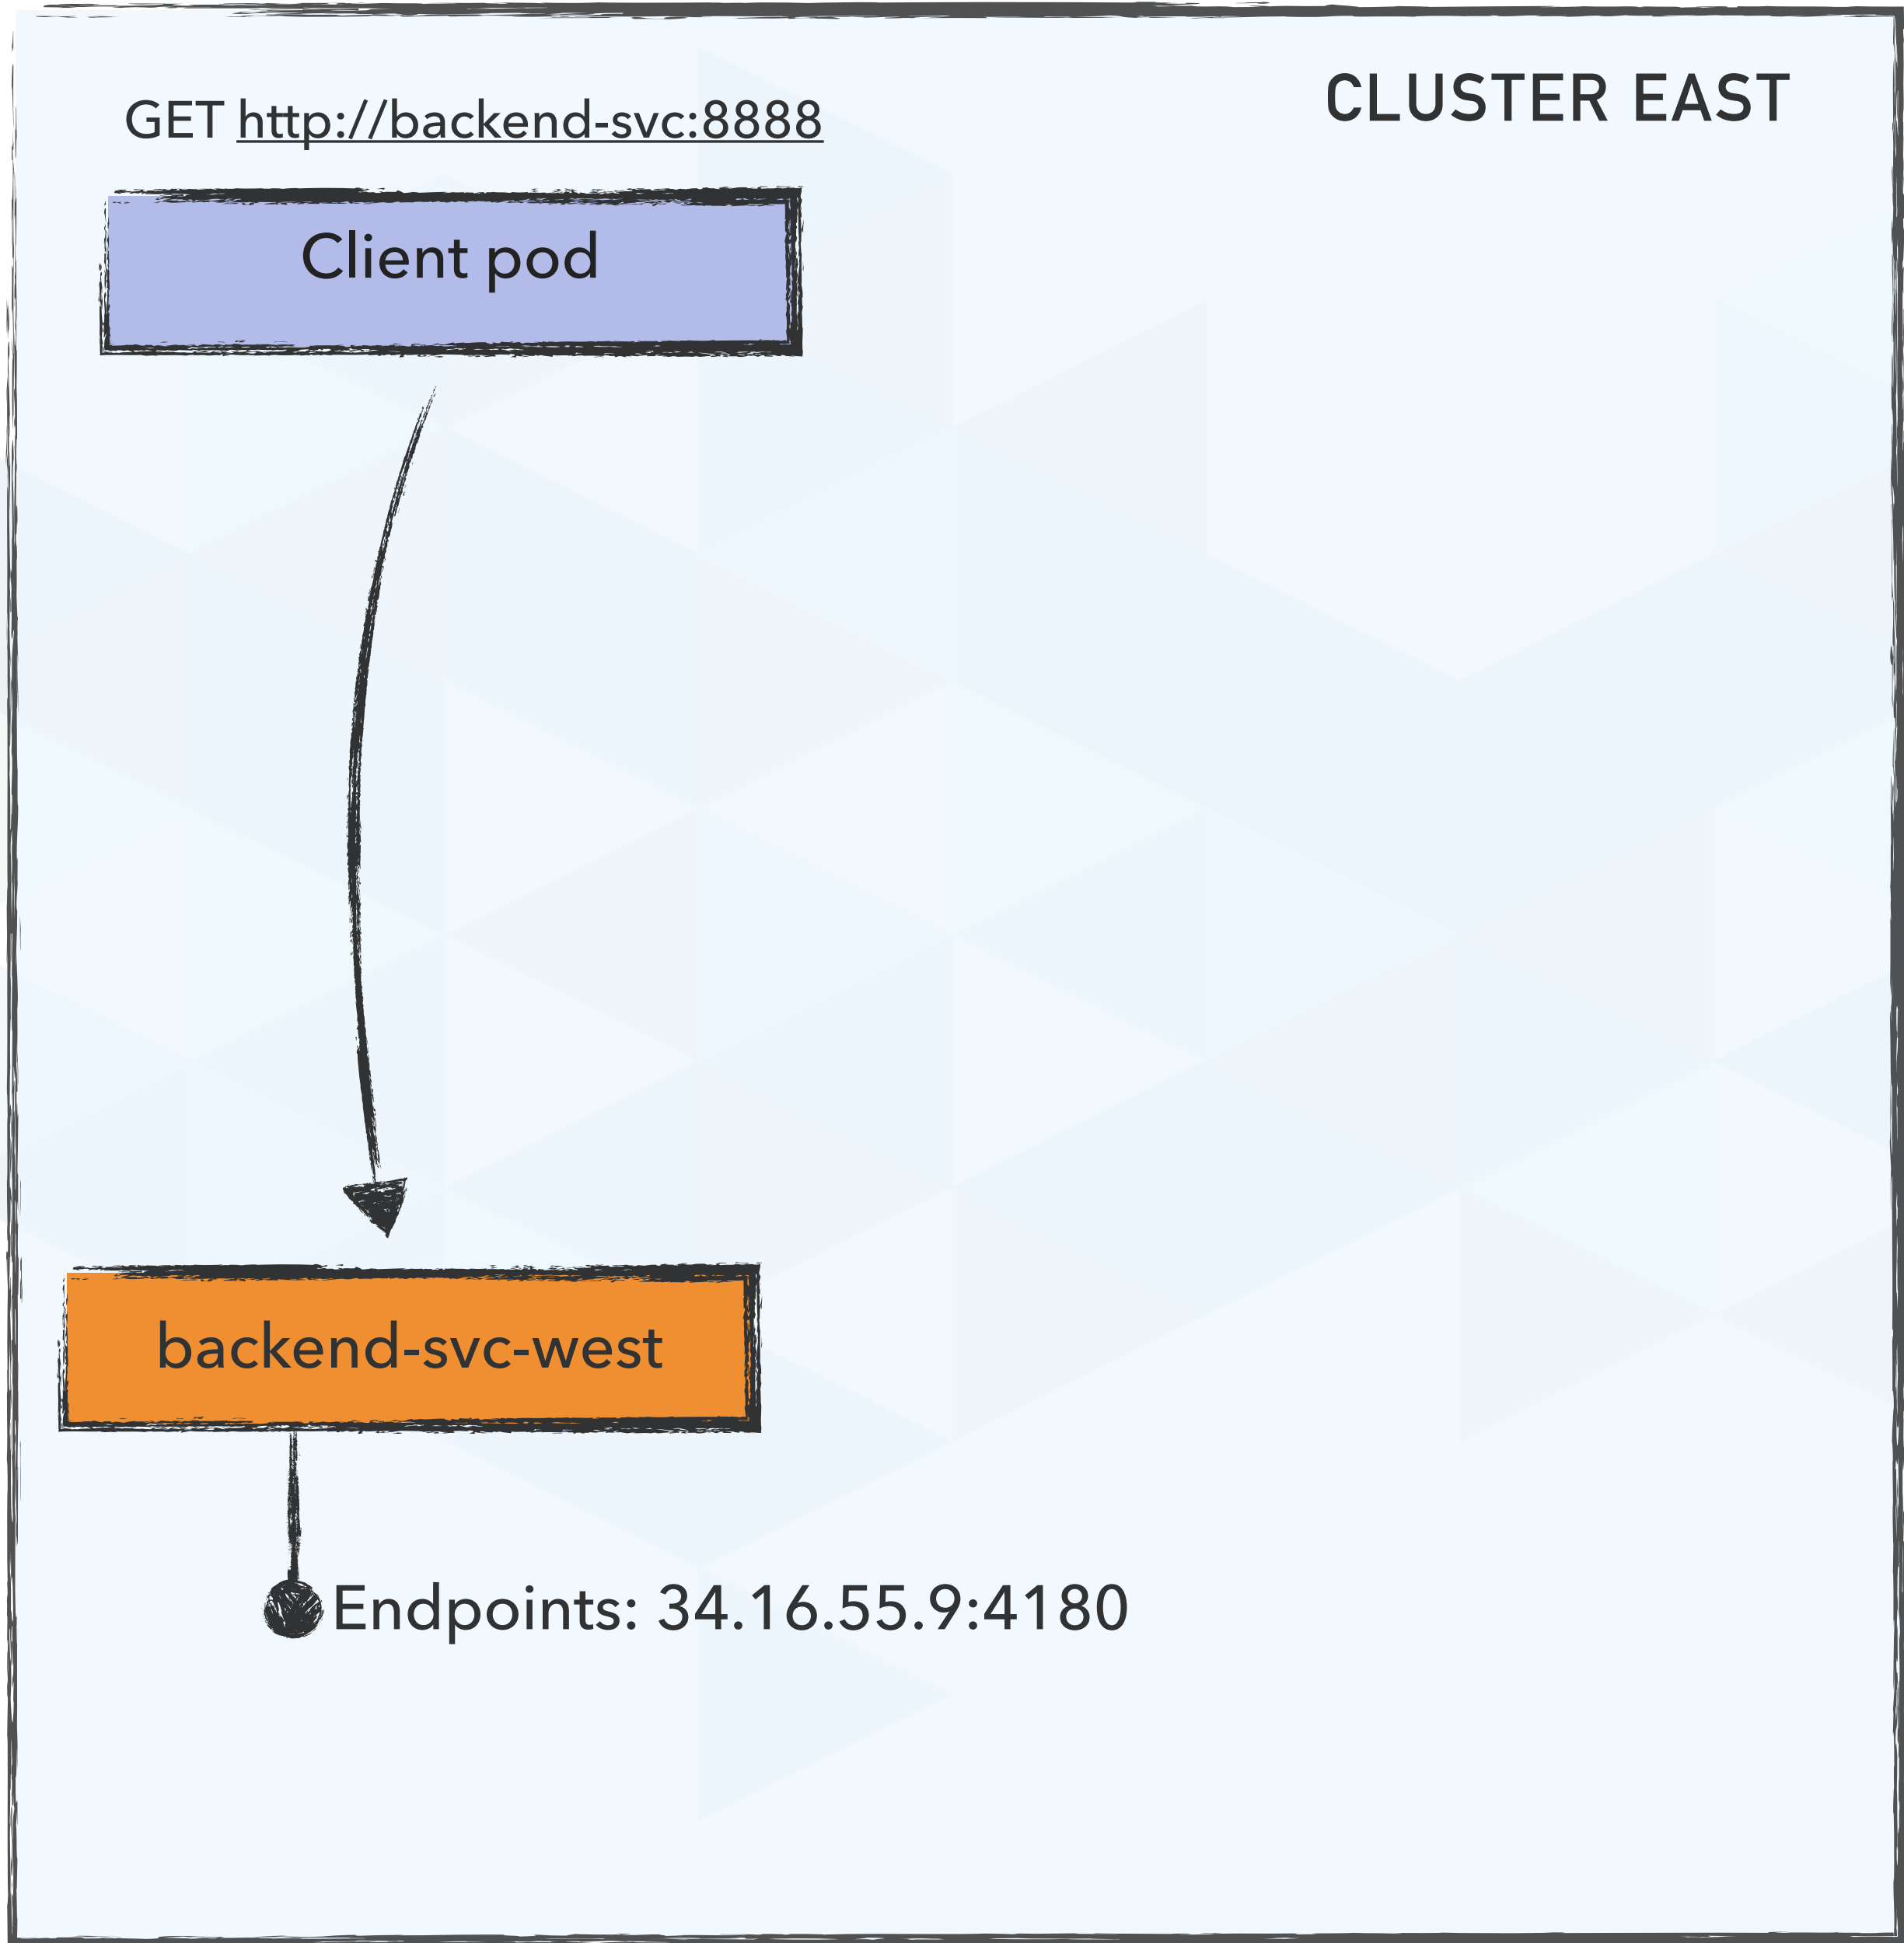 CLUSTER EAST
GET http://backend-svc:8888
Client pod
backend-svc-west
Endpoints: 34.16.55.9:4180